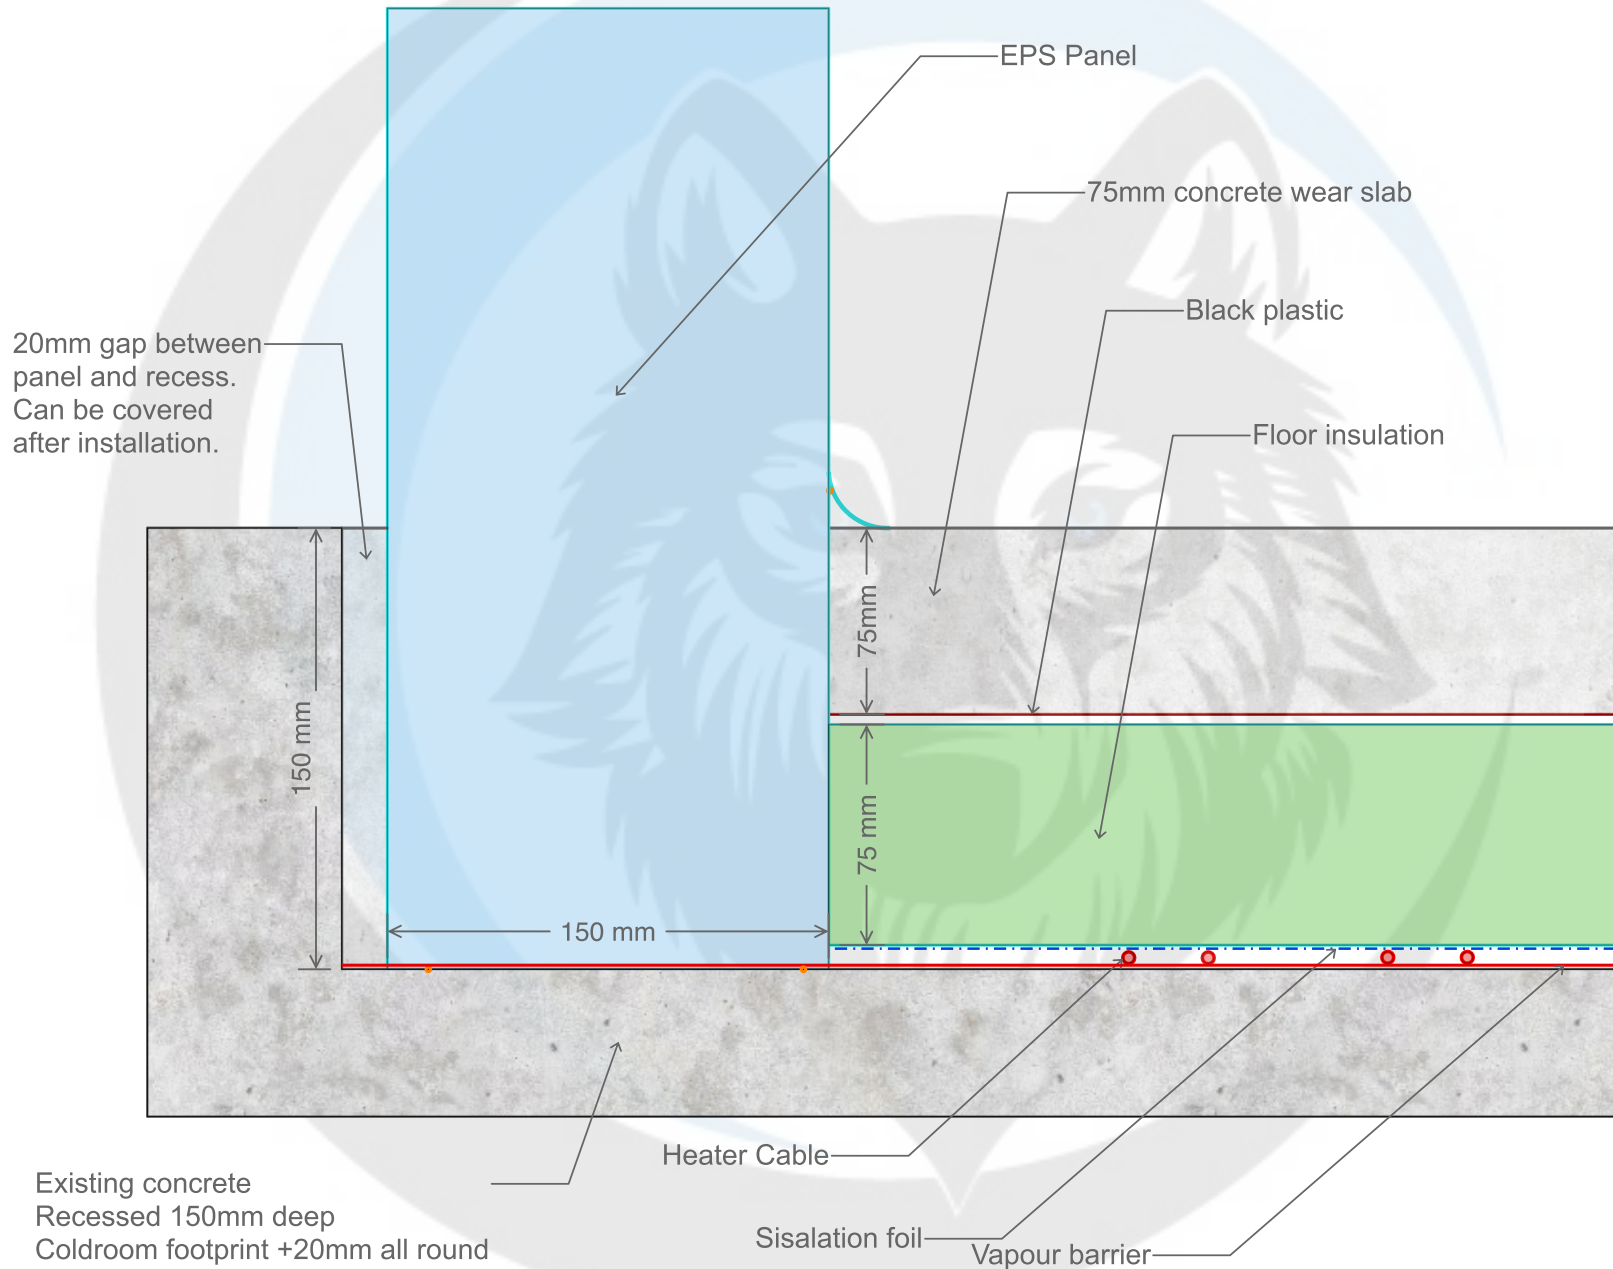 EPS Panel
75mm concrete wear slab
Black plastic
20mm gap between
panel and recess.
Can be covered
after installation.
Floor insulation
75mm
150 mm
75 mm
150 mm
Heater Cable
Existing concrete
Recessed 150mm deep
Coldroom footprint +20mm all round
Sisalation foil
Vapour barrier